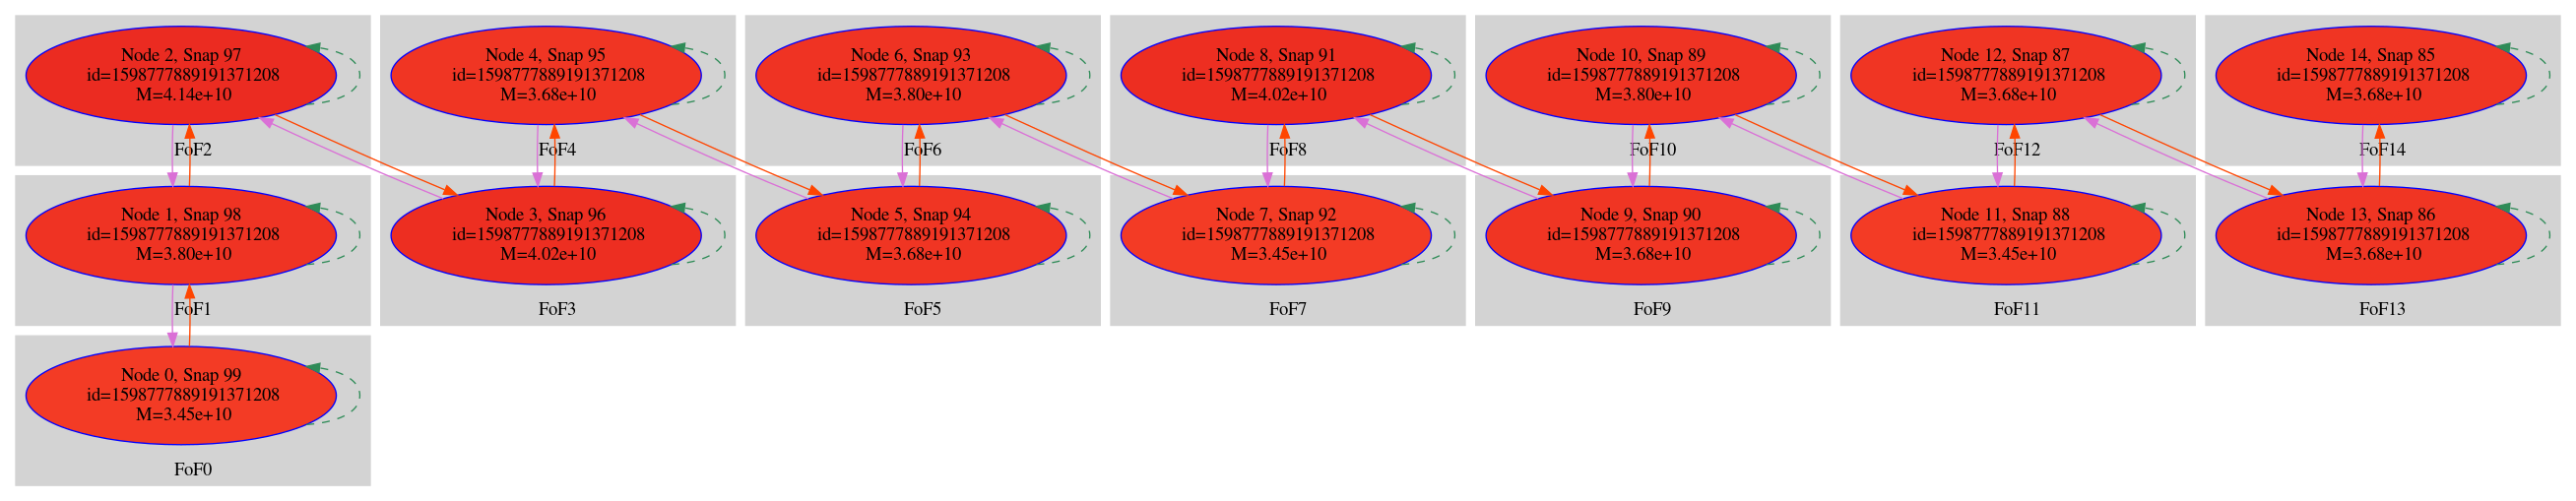 Node 2, Snap 97
id=1598777889191371208
M=4.14e+10
FoF2
Node 4, Snap 95
id=1598777889191371208
M=3.68e+10
FoF4
Node 6, Snap 93
id=1598777889191371208
M=3.80e+10
FoF6
Node 8, Snap 91
id=1598777889191371208
M=4.02e+10
FoF8
Node 10, Snap 89
id=1598777889191371208
M=3.80e+10
FoF10
Node 12, Snap 87
id=1598777889191371208
M=3.68e+10
FoF12
Node 14, Snap 85
id=1598777889191371208
M=3.68e+10
FoF14
Node 1, Snap 98
id=1598777889191371208
M=3.80e+10
FoF1
Node 3, Snap 96
id=1598777889191371208
M=4.02e+10
FoF3
Node 5, Snap 94
id=1598777889191371208
M=3.68e+10
FoF5
Node 7, Snap 92
id=1598777889191371208
M=3.45e+10
FoF7
Node 9, Snap 90
id=1598777889191371208
M=3.68e+10
FoF9
Node 11, Snap 88
id=1598777889191371208
M=3.45e+10
FoF11
Node 13, Snap 86
id=1598777889191371208
M=3.68e+10
FoF13
Node 0, Snap 99
id=1598777889191371208
M=3.45e+10
FoF0